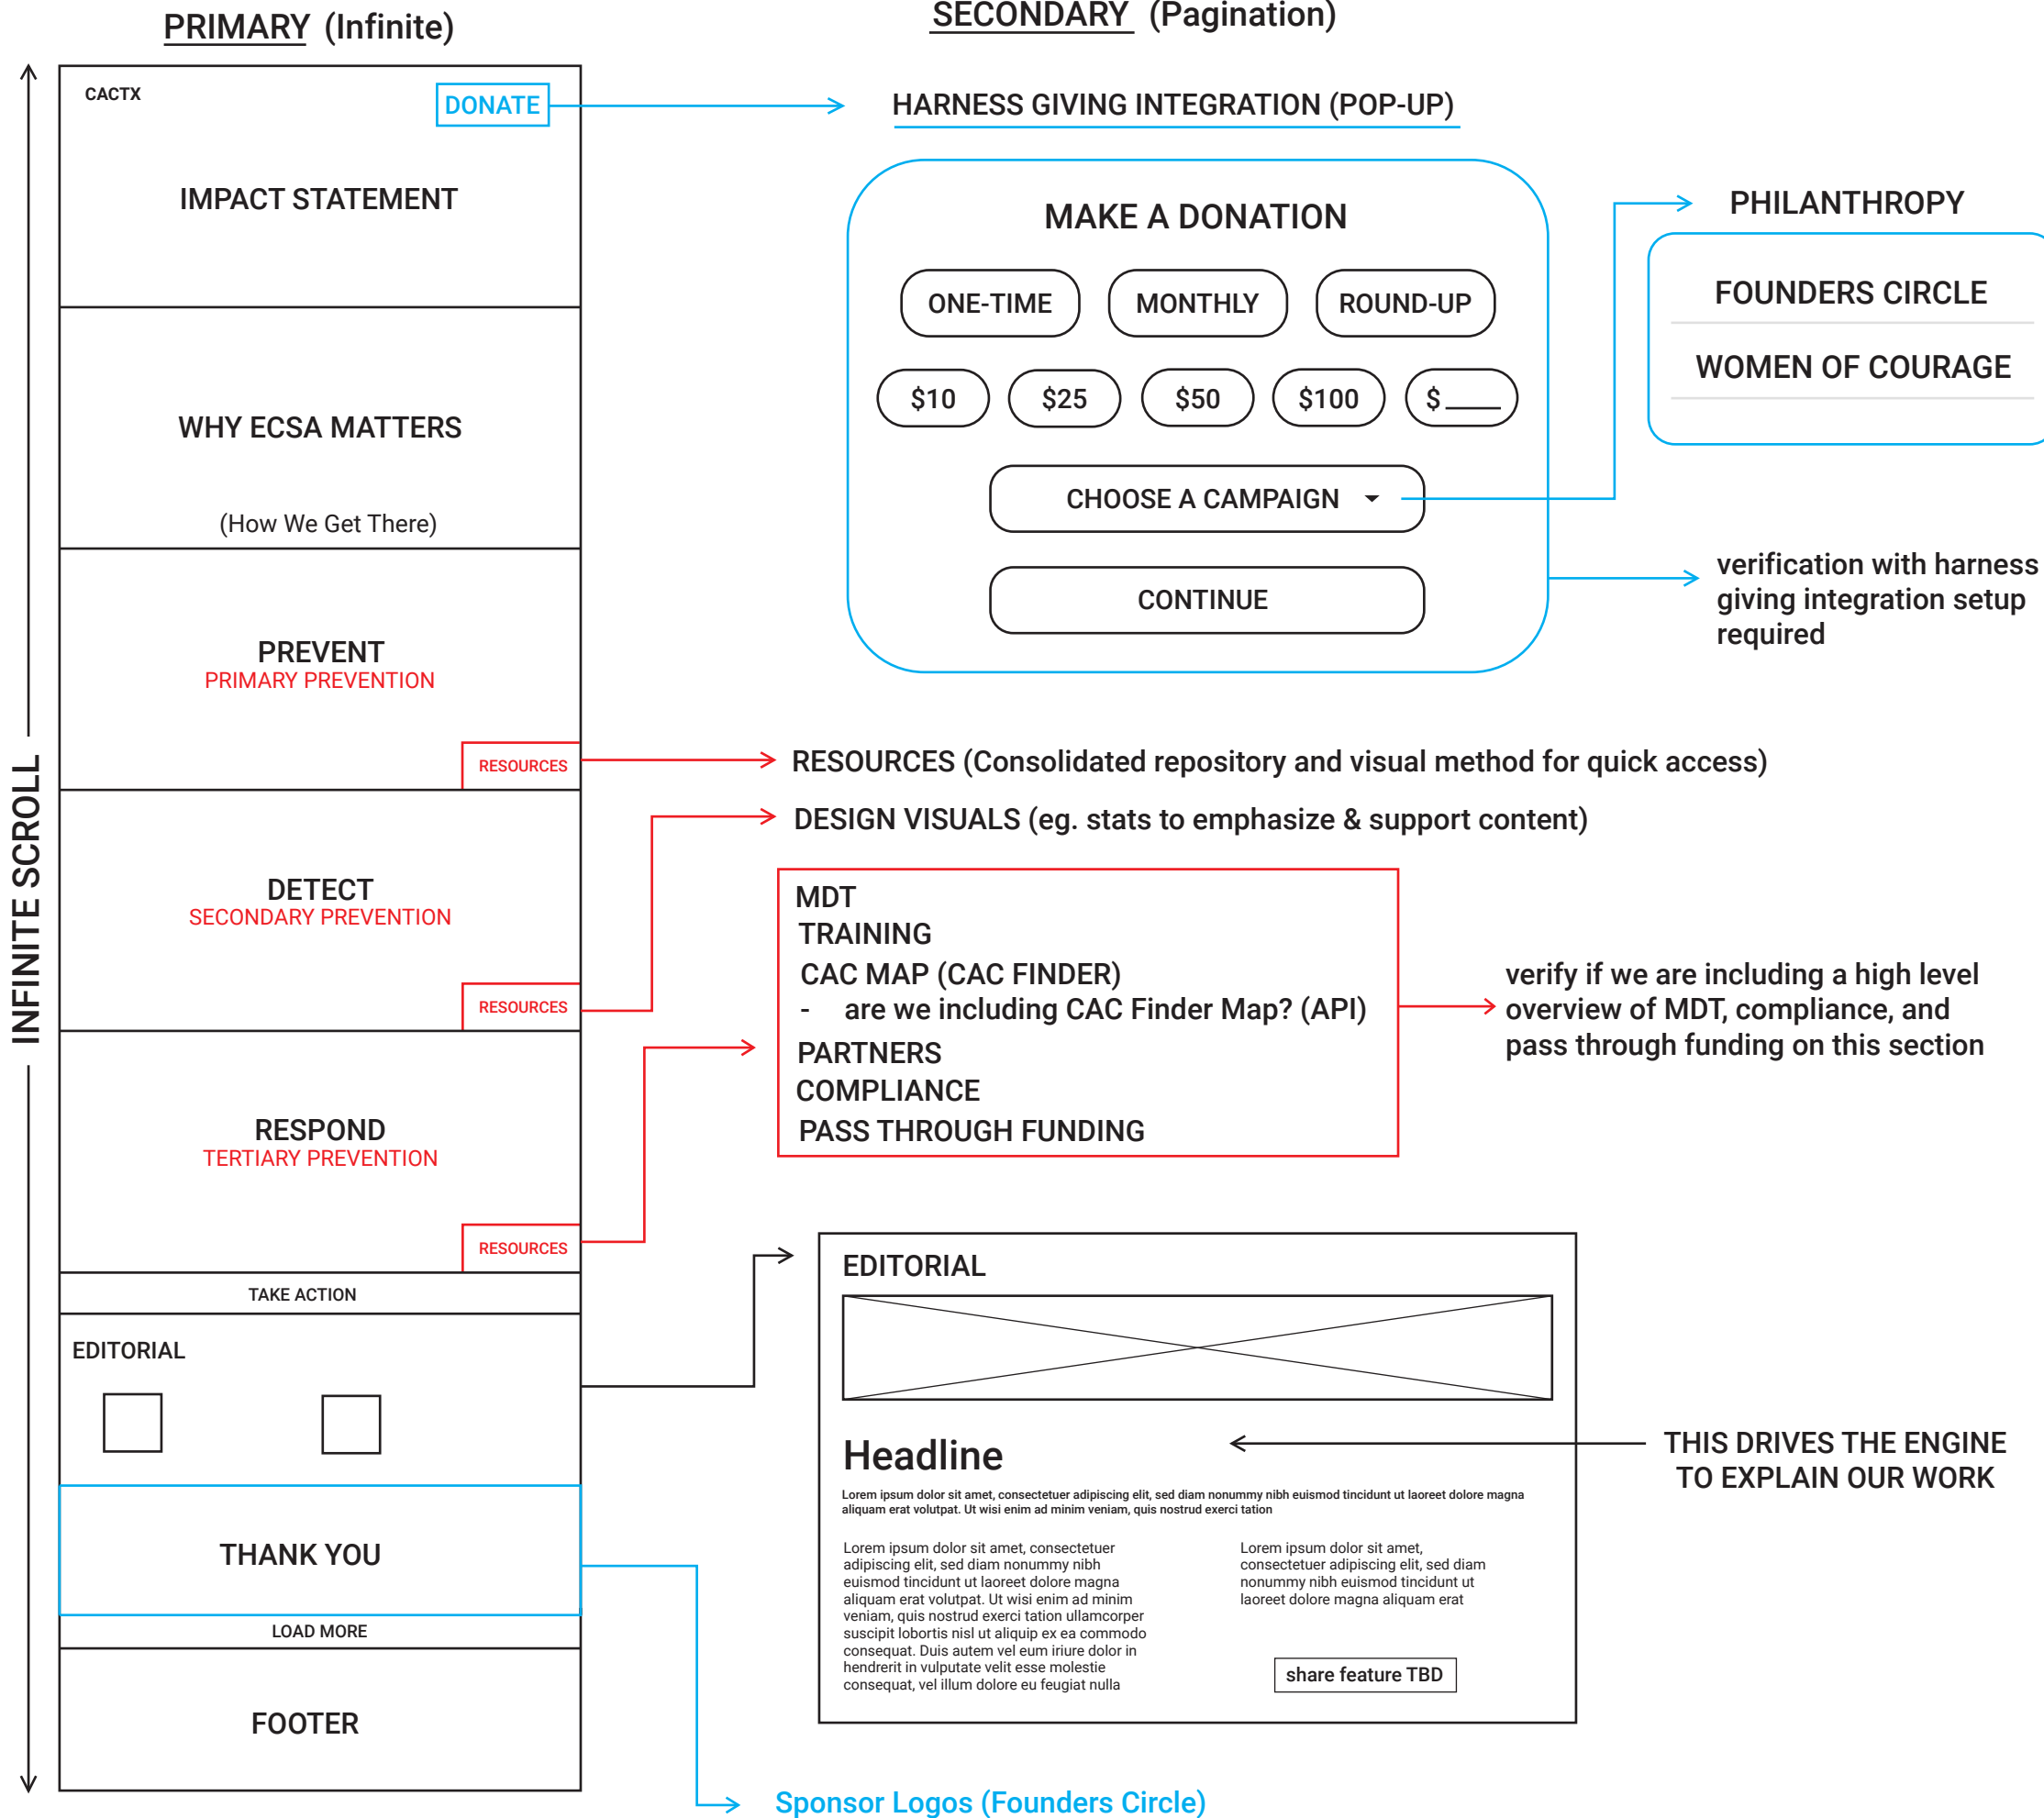 PRIMARY (Infinite)
SECONDARY (Pagination)
INFINITE SCROLL
CACTX
DONATE
IMPACT STATEMENT
WHY ECSA MATTERS
(How We Get There)
PREVENT
PRIMARY PREVENTION
RESOURCES
DETECT
SECONDARY PREVENTION
RESOURCES
RESPOND
TERTIARY PREVENTION
RESOURCES
TAKE ACTION
EDITORIAL
THANK YOU
LOAD MORE
FOOTER
HARNESS GIVING INTEGRATION (POP-UP)
MAKE A DONATION
ONE-TIME MONTHLY ROUND-UP
$10 $25 $50 $100 $ ____
CHOOSE A CAMPAIGN
CONTINUE
PHILANTHROPY
FOUNDERS CIRCLE
WOMEN OF COURAGE
verification with harness
giving integration setup
required
RESOURCES (Consolidated repository and visual method for quick access)
DESIGN VISUALS (eg. stats to emphasize & support content)
MDT
TRAINING
CAC MAP (CAC FINDER)
- are we including CAC Finder Map? (API)
PARTNERS
COMPLIANCE
PASS THROUGH FUNDING
verify if we are including a high level
overview of MDT, compliance, and
pass through funding on this section
EDITORIAL
Headline
Lorem ipsum dolor sit amet, consectetuer adipiscing elit, sed diam nonummy nibh euismod tincidunt ut laoreet dolore magna
aliquam erat volutpat. Ut wisi enim ad minim veniam, quis nostrud exerci tation
Lorem ipsum dolor sit amet, consectetuer
adipiscing elit, sed diam nonummy nibh
euismod tincidunt ut laoreet dolore magna
aliquam erat volutpat. Ut wisi enim ad minim
veniam, quis nostrud exerci tation ullamcorper
suscipit lobortis nisl ut aliquip ex ea commodo
consequat. Duis autem vel eum iriure dolor in
hendrerit in vulputate velit esse molestie
consequat, vel illum dolore eu feugiat nulla
Lorem ipsum dolor sit amet,
consectetuer adipiscing elit, sed diam
nonummy nibh euismod tincidunt ut
laoreet dolore magna aliquam erat
share feature TBD
THIS DRIVES THE ENGINE
TO EXPLAIN OUR WORK
Sponsor Logos (Founders Circle)